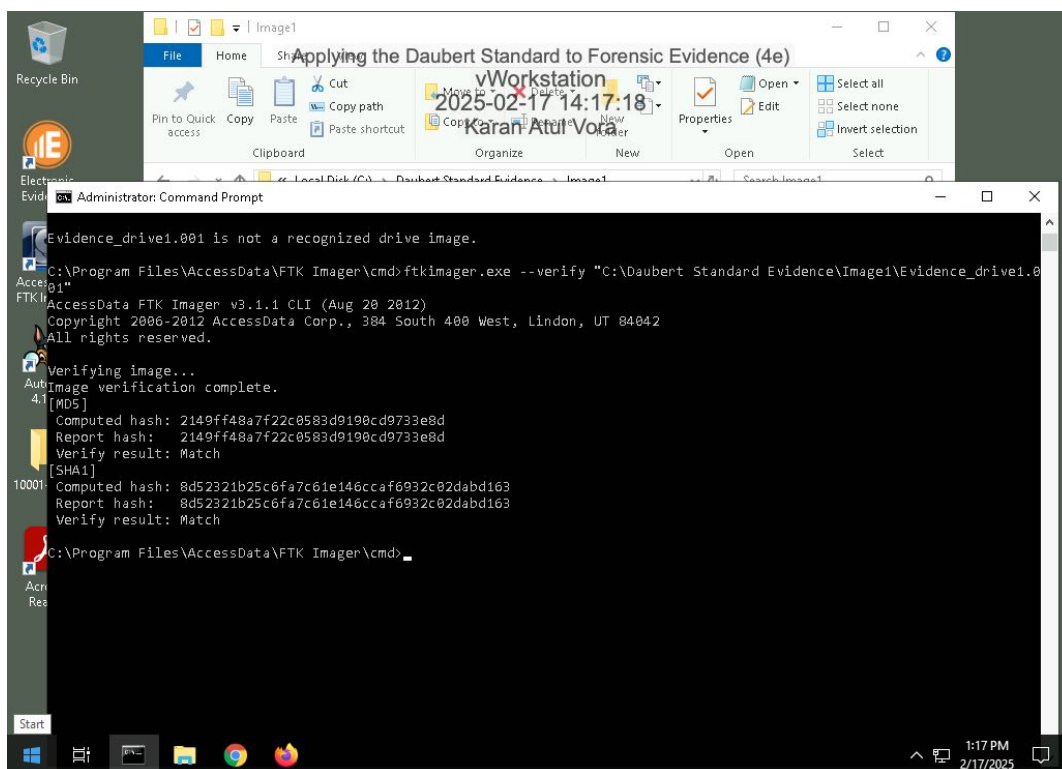 Image1
Applying the Daubert Standard to Forensic Evidence (4e)
vWorkstation
2025-02-17 14:17:18
Karan Atul Vora
File
Home
Recycle Bin
Pin to Quick access
Copy
Paste
Cut
Copy path
Paste shortcut
Clipboard
Organize
New
New
Properties
Open
Edit
Open
Select all
Select none
Invert selection
Select
Administrator: Command Prompt
Evidence_drive1.001 is not a recognized drive image.
C:\Program Files\AccessData\FTK Imager\cmd>ftkimager.exe --verify "C:\Daubert Standard Evidence\Image1\Evidence_drive1.0
01"
AccessData FTK Imager v3.1.1 CLI (Aug 20 2012)
Copyright 2006-2012 AccessData Corp., 384 South 400 West, Lindon, UT 84042
All rights reserved.
Verifying image...
Image verification complete.
[MD5]
Computed hash: 2149ff48a7f22c0583d9190cd9733e8d
Report hash: 2149ff48a7f22c0583d9190cd9733e8d
Verify result: Match
[SHA1]
Computed hash: 8d52321b25c6fa7c61e146ccaf6932c02dabd163
Report hash: 8d52321b25c6fa7c61e146ccaf6932c02dabd163
Verify result: Match
C:\Program Files\AccessData\FTK Imager\cmd>
Start
1:17 PM
2/17/2025